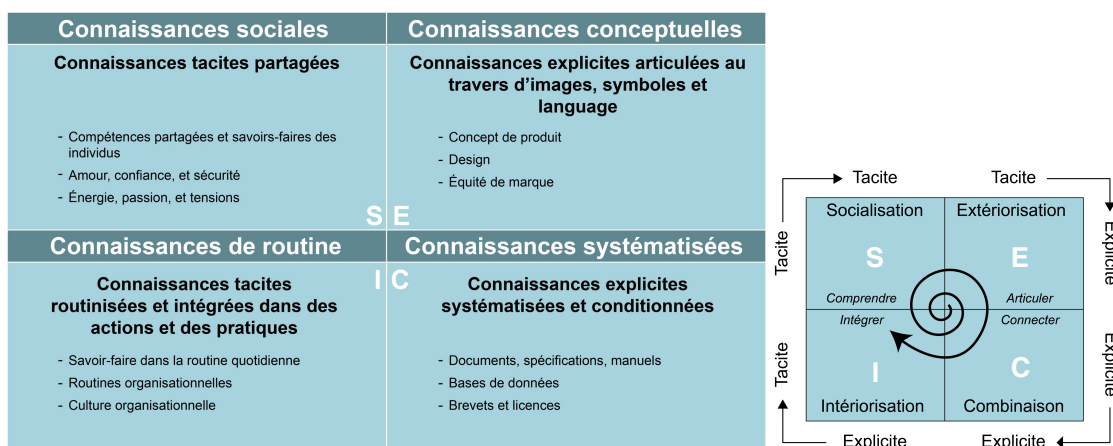 Connaissances sociales
Connaissances tacites partagées
- Compétences partagées et savoirs-faires des
individus
- Amour, confiance, et sécurité
- Énergie, passion, et tensions
S
Connaissances conceptuelles
Connaissances explicites articulées au
travers d'images, symboles et
language
- Concept de produit
- Design
- Équité de marque
E
Connaissances de routine
Connaissances tacites
routinisées et intégrées dans des
actions et des pratiques
- Savoir-faire dans la routine quotidienne
- Routines organisationnelles
- Culture organisationnelle
I
Connaissances systématisées
Connaissances explicites
systématisées et conditionnées
- Documents, spécifications, manuels
- Bases de données
- Brevets et licences
C
Tacite
Tacite
Tacite
Explicite
Socialisation
Extériorisation
S
E
Comprendre
Articuler
Intégrer
Connecter
Tacite
Explicite
I
C
Intériorisation
Combinaison
Explicite
Explicite